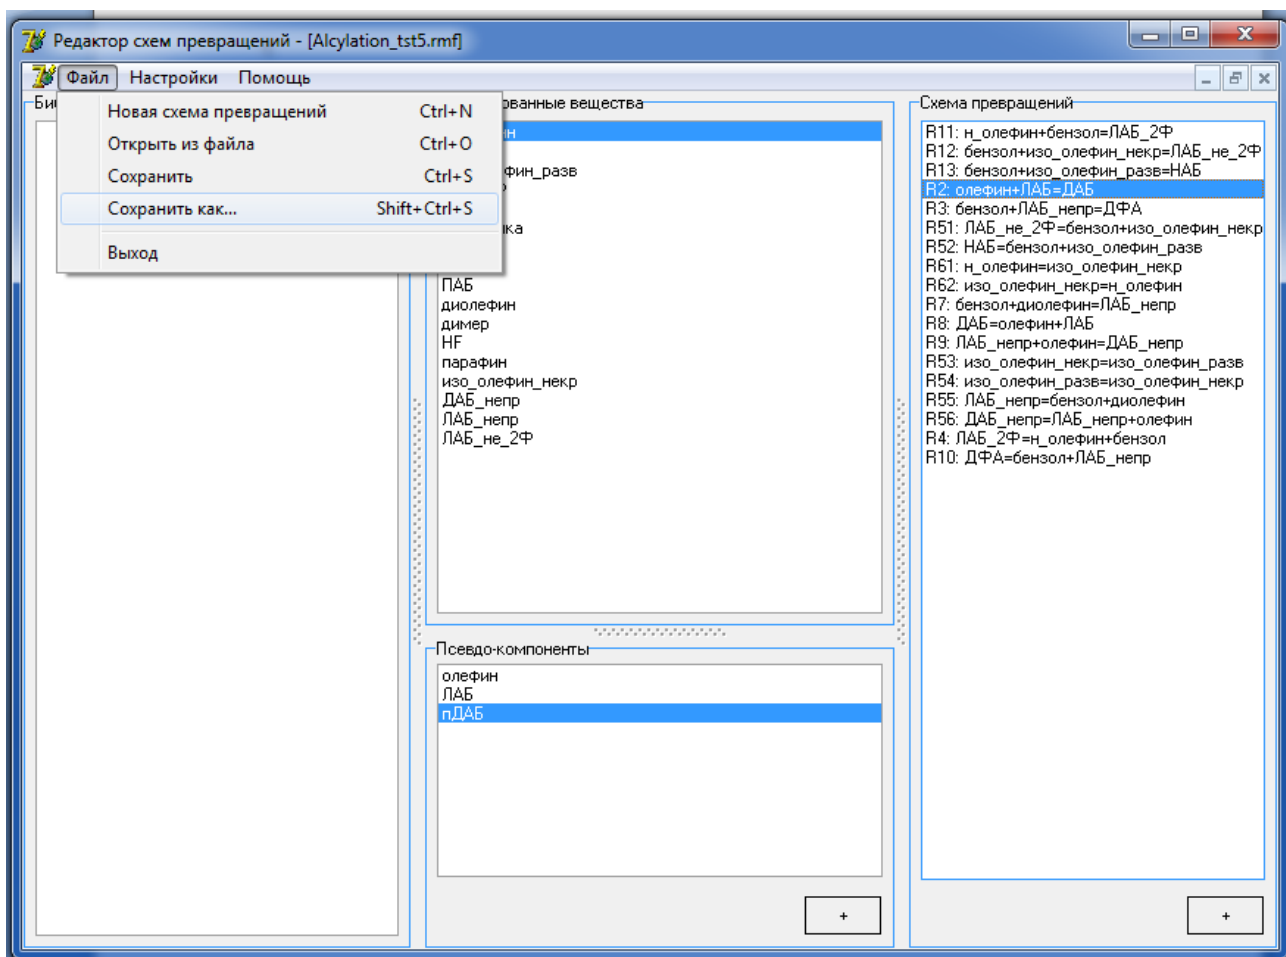 Редактор схем превращений - [Alcylation_tst5.rmf]
Файл Настройки Помощь
Новая схема превращений Ctrl+N
Открыть из файла Ctrl+O
Сохранить Ctrl+S
Сохранить как... Shift+Ctrl+S
Выход
вещества
ПАБ
диолефин
димер
HF
парафин
изо_олефин_некр
ДАБ_непр
ЛАБ_непр
ЛАБ_не_2Ф
Псевдо-компоненты
олефин
ЛАБ
пДАБ
+
Схема превращений
R11: н_олефин+бензол=ЛАБ_2Ф
R12: бензол+изо_олефин_некр=ЛАБ_не_2Ф
R13: бензол+изо_олефин_разв=НАБ
R2: олефин+ЛАБ=ДАБ
R3: бензол+ЛАБ_непр=ДФА
R51: ЛАБ_не_2Ф=бензол+изо_олефин_некр
R52: НАБ=бензол+изо_олефин_разв
R61: н_олефин=изо_олефин_некр
R62: изо_олефин_некр=н_олефин
R7: бензол+диолефин=ЛАБ_непр
R8: ДАБ=олефин+ЛАБ
R9: ЛАБ_непр+олефин=ДАБ_непр
R53: изо_олефин_некр=изо_олефин_разв
R54: изо_олефин_разв=изо_олефин_некр
R55: ЛАБ_непр=бензол+диолефин
R56: ДАБ_непр=ЛАБ_непр+олефин
R4: ЛАБ_2Ф=н_олефин+бензол
R10: ДФА=бензол+ЛАБ_непр
+